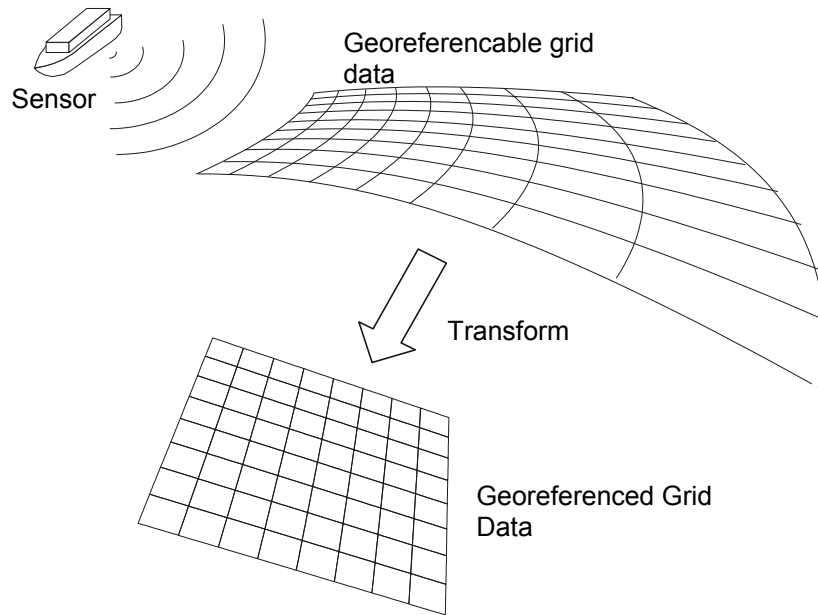 Sensor
Georeferencable grid
data
Transform
Georeferenced Grid
Data